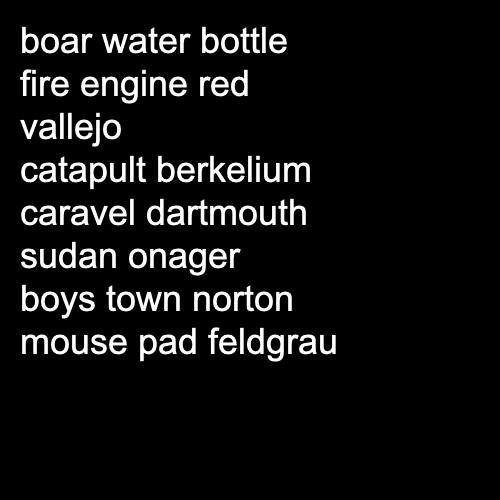 boar water bottle
fire engine red
vallejo
catapult berkelium
caravel dartmouth
sudan onager
boys town norton
mouse pad feldgrau